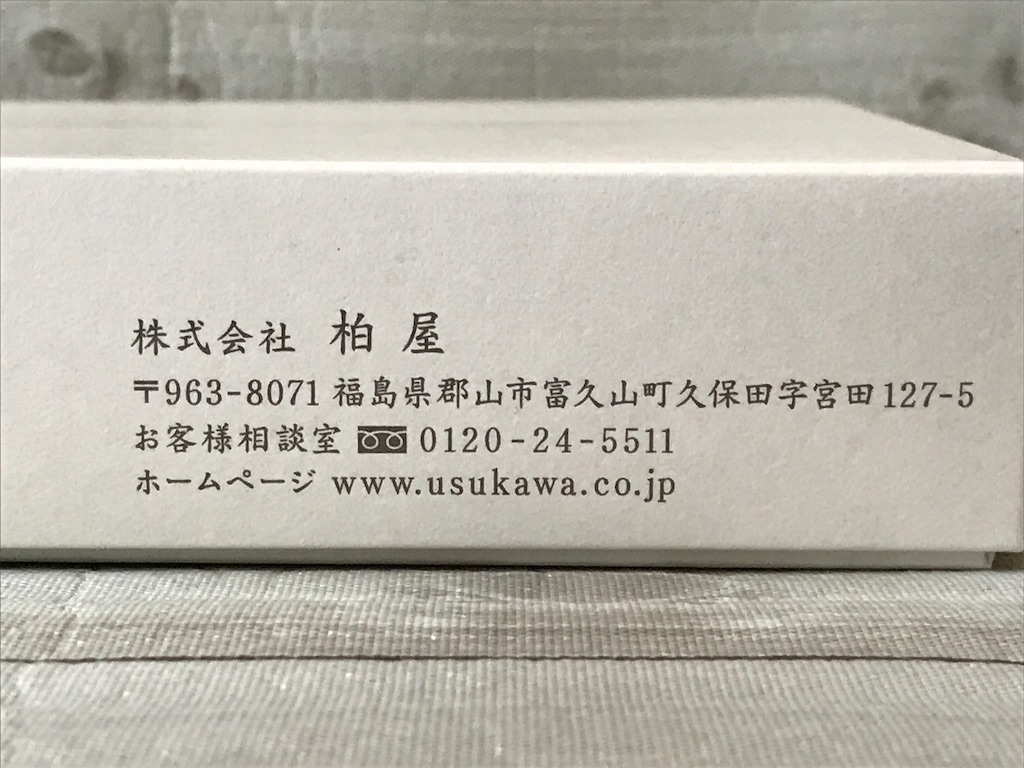 株式会社 柏屋
〒963-8071 福島県郡山市富久山町久保田字宮田127-5
お客様相談室 0120-24-5511
ホームページ www.usukawa.co.jp